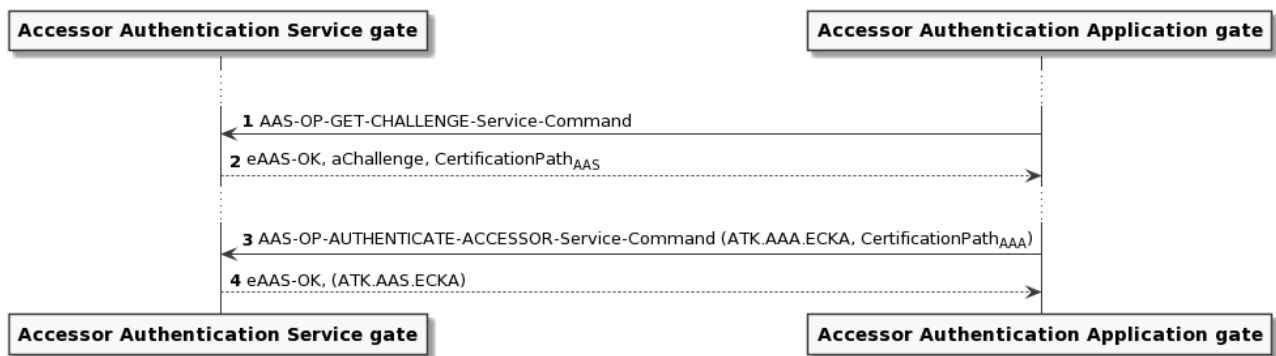 Accessor Authentication Service gate
Accessor Authentication Application gate
1 AAS-OP-GET-CHALLENGE-Service-Command
2 eAAS-OK, aChallenge, CertificationPathAAS
3 AAS-OP-AUTHENTICATE-ACCESSOR-Service-Command (ATK.AAA.ECKA, CertificationPathAAA)
4 eAAS-OK, (ATK.AAS.ECKA)
Accessor Authentication Service gate
Accessor Authentication Application gate